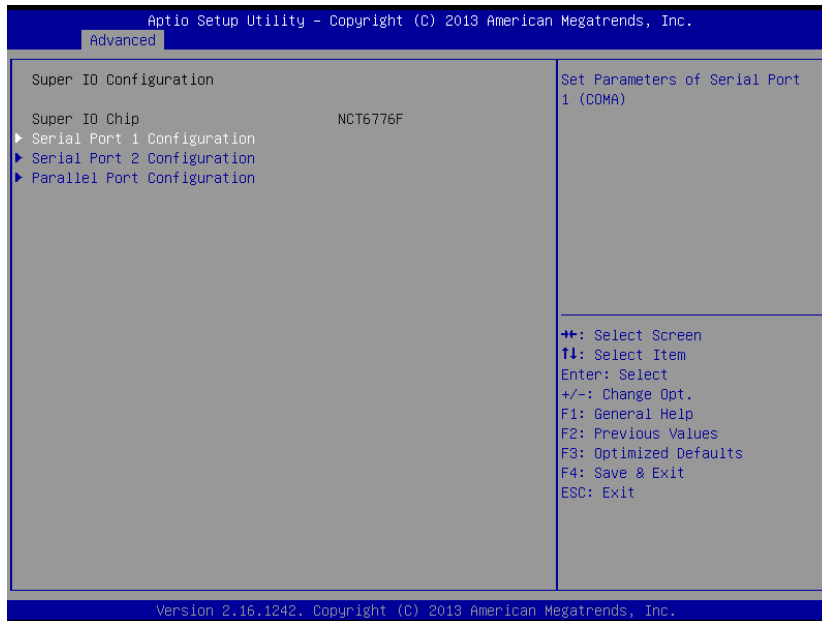 Aptio Setup Utility – Copyright (C) 2013 American Megatrends, Inc.
Advanced
Super IO Configuration
Super IO Chip NCT6776F
▶ Serial Port 1 Configuration
▶ Serial Port 2 Configuration
▶ Parallel Port Configuration
Set Parameters of Serial Port
1 (COMA)
→←: Select Screen
↑↓: Select Item
Enter: Select
+/-: Change Opt.
F1: General Help
F2: Previous Values
F3: Optimized Defaults
F4: Save & Exit
ESC: Exit
Version 2.16.1242. Copyright (C) 2013 American Megatrends, Inc.